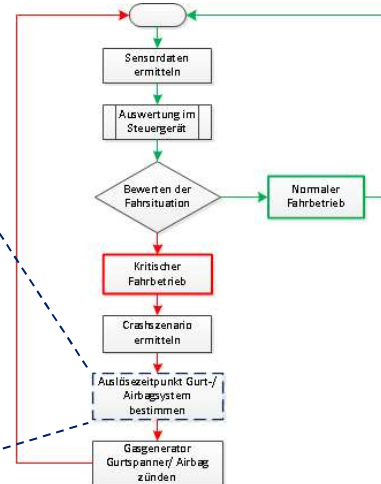 Sensordaten
ermitteln
Auswertung im
Steuergerät
Bewerten der
Fahrsituation
Normaler
Fahrbetrieb
Kritischer
Fahrbetrieb
Crashszenario
ermitteln
Auslösezeitpunkt Gurt-/
Airbagsystem
bestimmen
Gasgenerator
Gurtspanner/ Airbag
zünden